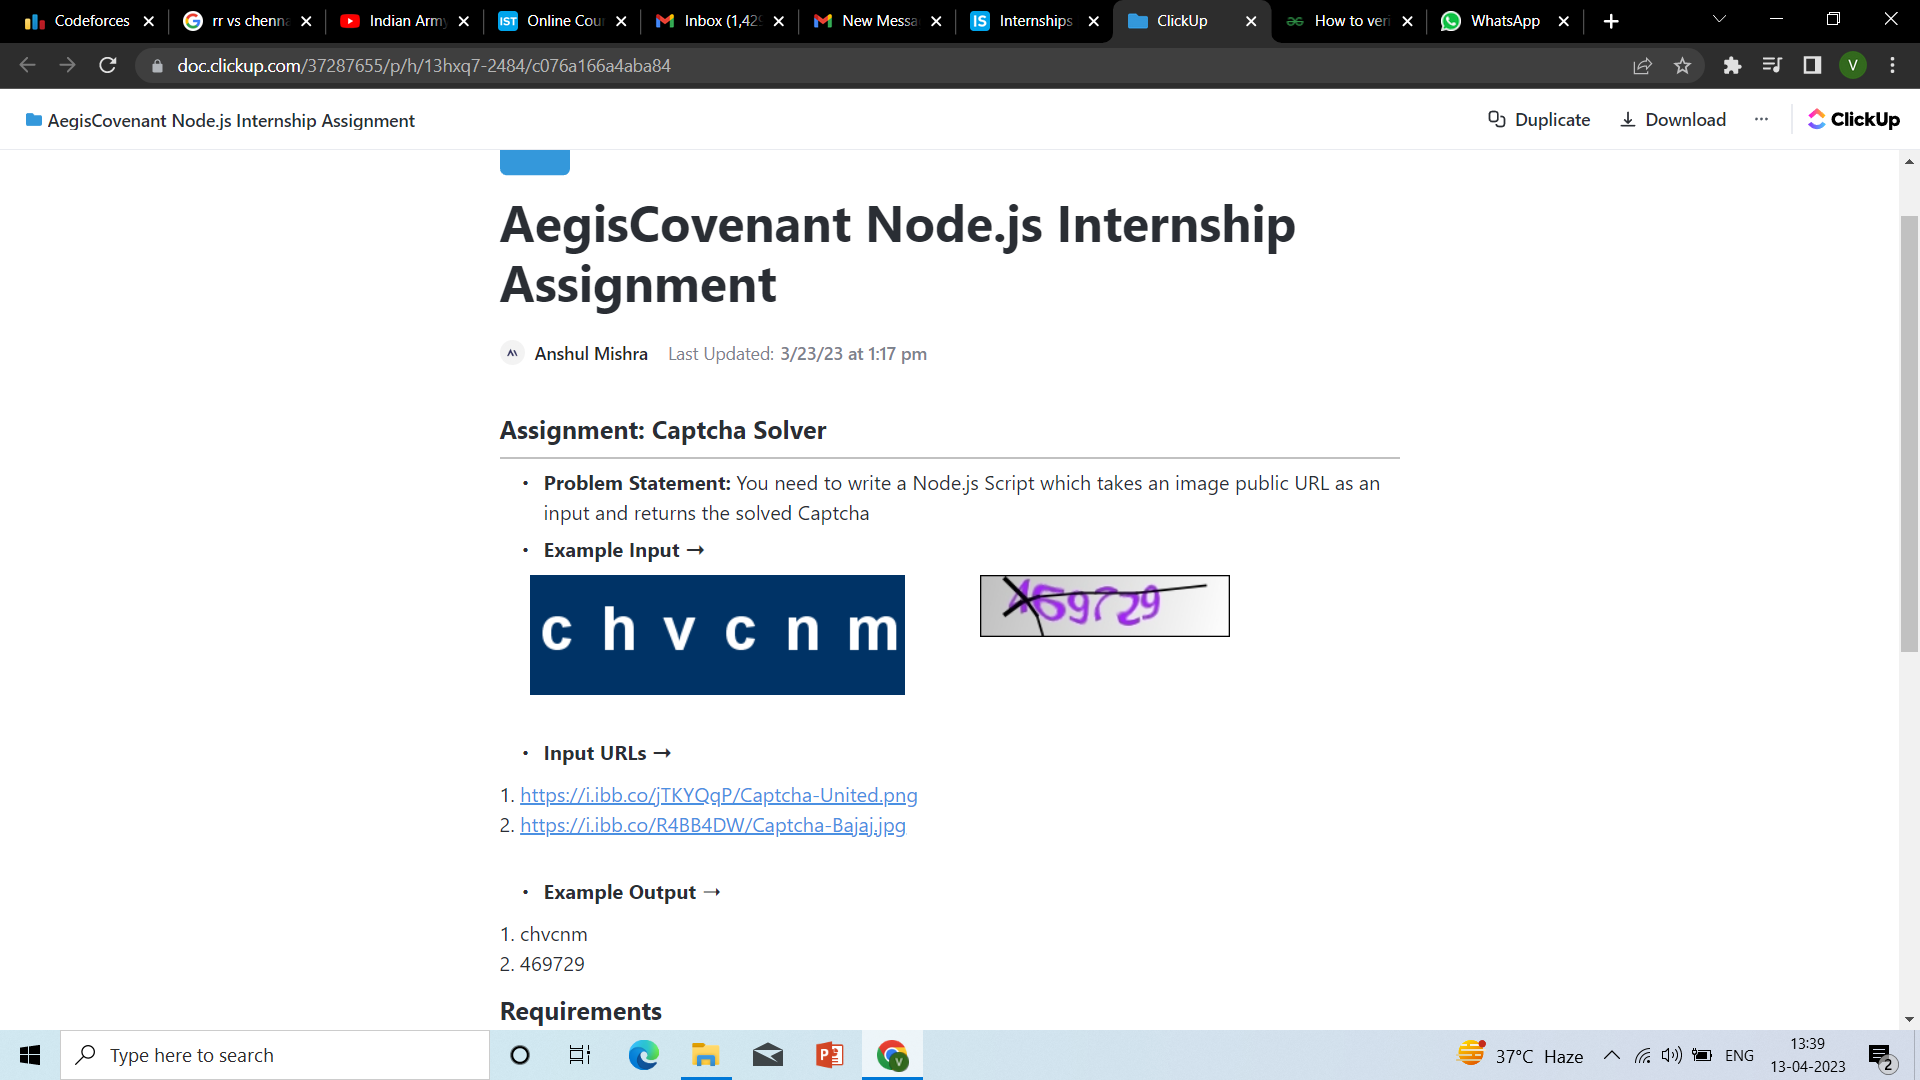 Codeforces
rr vs chenn
Indian Arm
Online Cou
Inbox (1,42
New Messa
Internships
ClickUp
How to veri
WhatsApp
doc.clickup.com/37287655/p/h/13hxq7-2484/c076a166a4aba84
V
AegisCovenant Node.js Internship Assignment
Duplicate
Download
ClickUp
AegisCovenant Node.js Internship
Assignment
Anshul Mishra Last Updated: 3/23/23 at 1:17 pm
Assignment: Captcha Solver
• Problem Statement: You need to write a Node.js Script which takes an image public URL as an
input and returns the solved Captcha
• Example Input →
c h v c n m
469729
• Input URLs →
1. https://i.ibb.co/jTKYQqP/Captcha-United.png
2. https://i.ibb.co/R4BB4DW/Captcha-Bajaj.jpg
• Example Output →
1. chvcnm
2. 469729
Requirements
Type here to search
37°C Haze
ENG
13:39
13-04-2023
2